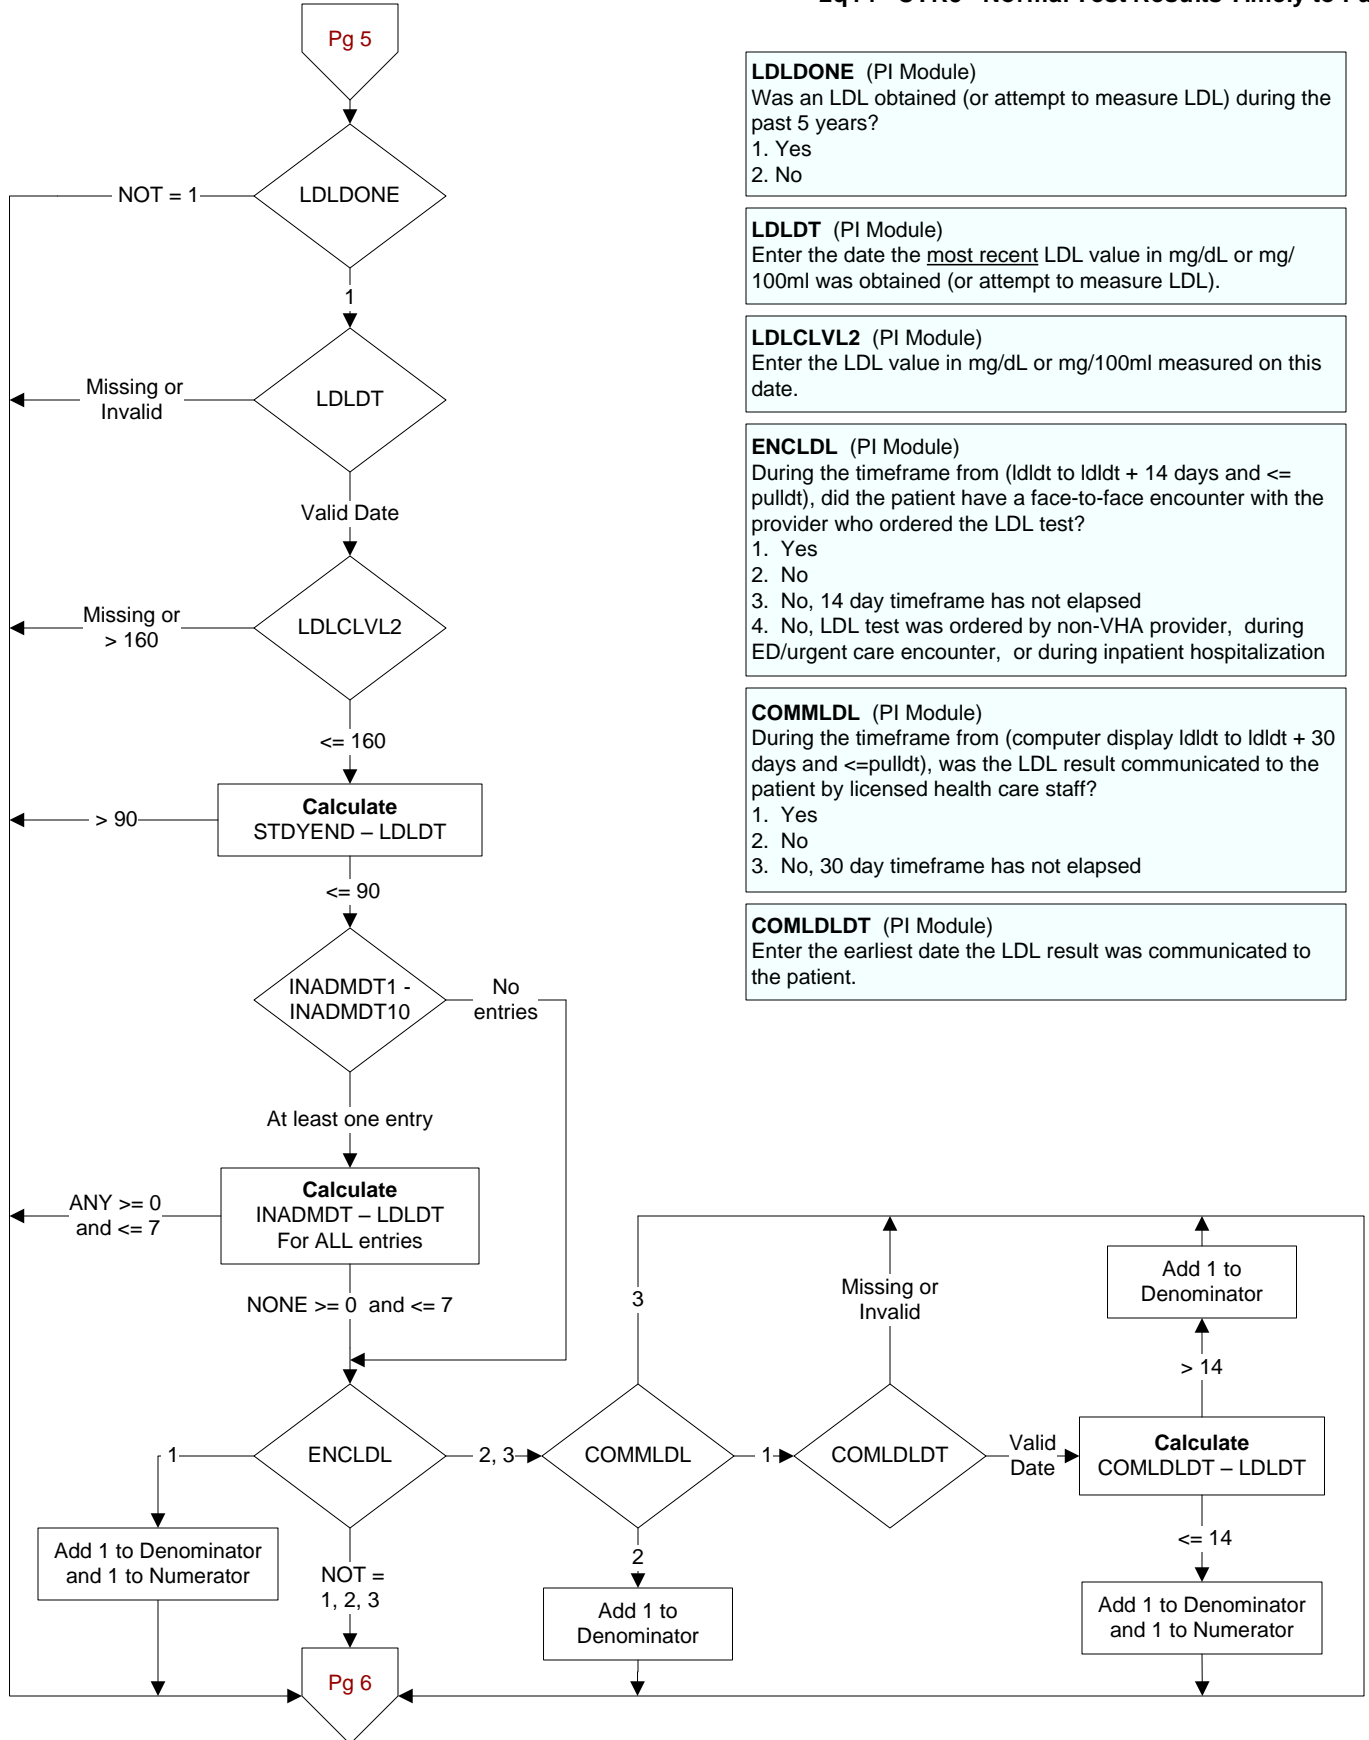 Pg 5
LDLDONE
NOT = 1
1
LDLDT
Missing or
Invalid
Valid Date
LDLCLVL2
Missing or
> 160
<= 160
Calculate
STDYEND – LDLDT
> 90
<= 90
INADMDT1 -
INADMDT10
No
entries
At least one entry
Calculate
INADMDT – LDLDT
For ALL entries
ANY >= 0
and <= 7
NONE >= 0 and <= 7
ENCLDL
1
Add 1 to Denominator
and 1 to Numerator
NOT =
1, 2, 3
Pg 6
2, 3
COMMLDL
3
2
Add 1 to
Denominator
1
COMLDLDT
Missing or
Invalid
Valid
Date
Calculate
COMLDLDT – LDLDT
> 14
Add 1 to
Denominator
<= 14
Add 1 to Denominator
and 1 to Numerator
LDLDONE (PI Module)
Was an LDL obtained (or attempt to measure LDL) during the
past 5 years?
1. Yes
2. No
LDLDT (PI Module)
Enter the date the most recent LDL value in mg/dL or mg/
100ml was obtained (or attempt to measure LDL).
LDLCLVL2 (PI Module)
Enter the LDL value in mg/dL or mg/100ml measured on this
date.
ENCLDL (PI Module)
During the timeframe from (ldldt to ldldt + 14 days and <=
pulldt), did the patient have a face-to-face encounter with the
provider who ordered the LDL test?
1. Yes
2. No
3. No, 14 day timeframe has not elapsed
4. No, LDL test was ordered by non-VHA provider, during
ED/urgent care encounter, or during inpatient hospitalization
COMMLDL (PI Module)
During the timeframe from (computer display ldldt to ldldt + 30
days and <=pulldt), was the LDL result communicated to the
patient by licensed health care staff?
1. Yes
2. No
3. No, 30 day timeframe has not elapsed
COMLDLDT (PI Module)
Enter the earliest date the LDL result was communicated to
the patient.